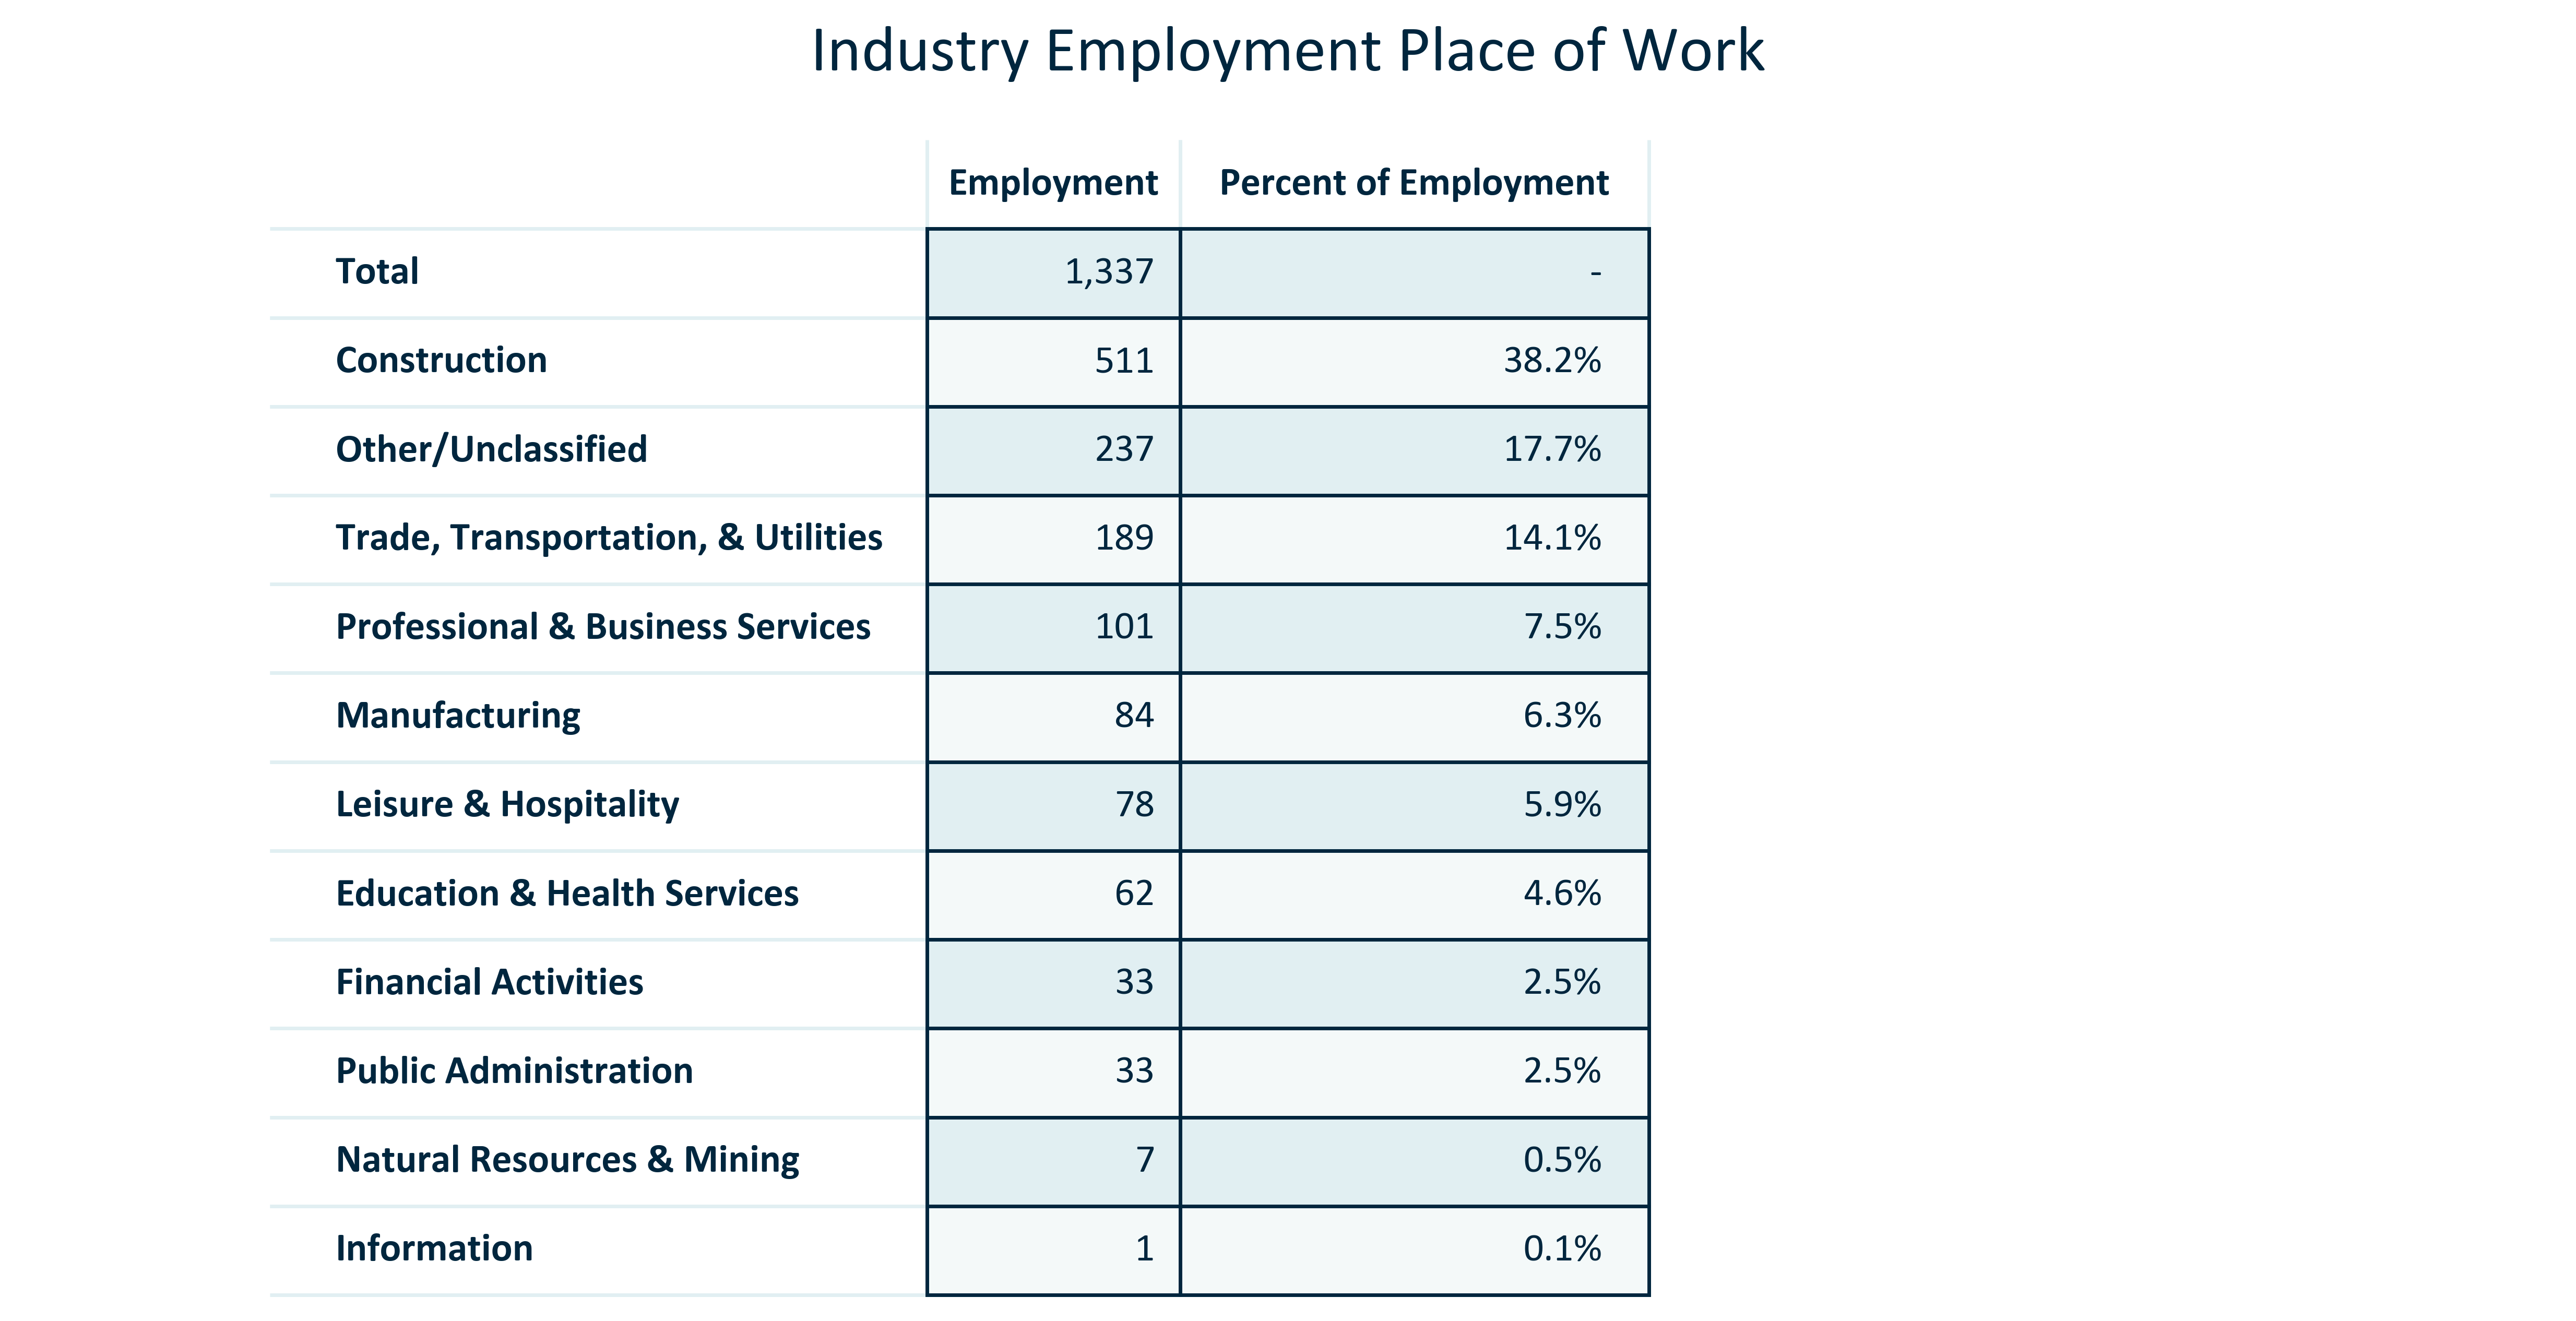 Industry Employment Place of Work
Employment Percent of Employment
Total 1,337 -
Construction 511 38.2%
Other/Unclassified 237 17.7%
Trade, Transportation, & Utilities 189 14.1%
Professional & Business Services 101 7.5%
Manufacturing 84 6.3%
Leisure & Hospitality 78 5.9%
Education & Health Services 62 4.6%
Financial Activities 33 2.5%
Public Administration 33 2.5%
Natural Resources & Mining 7 0.5%
Information 1 0.1%